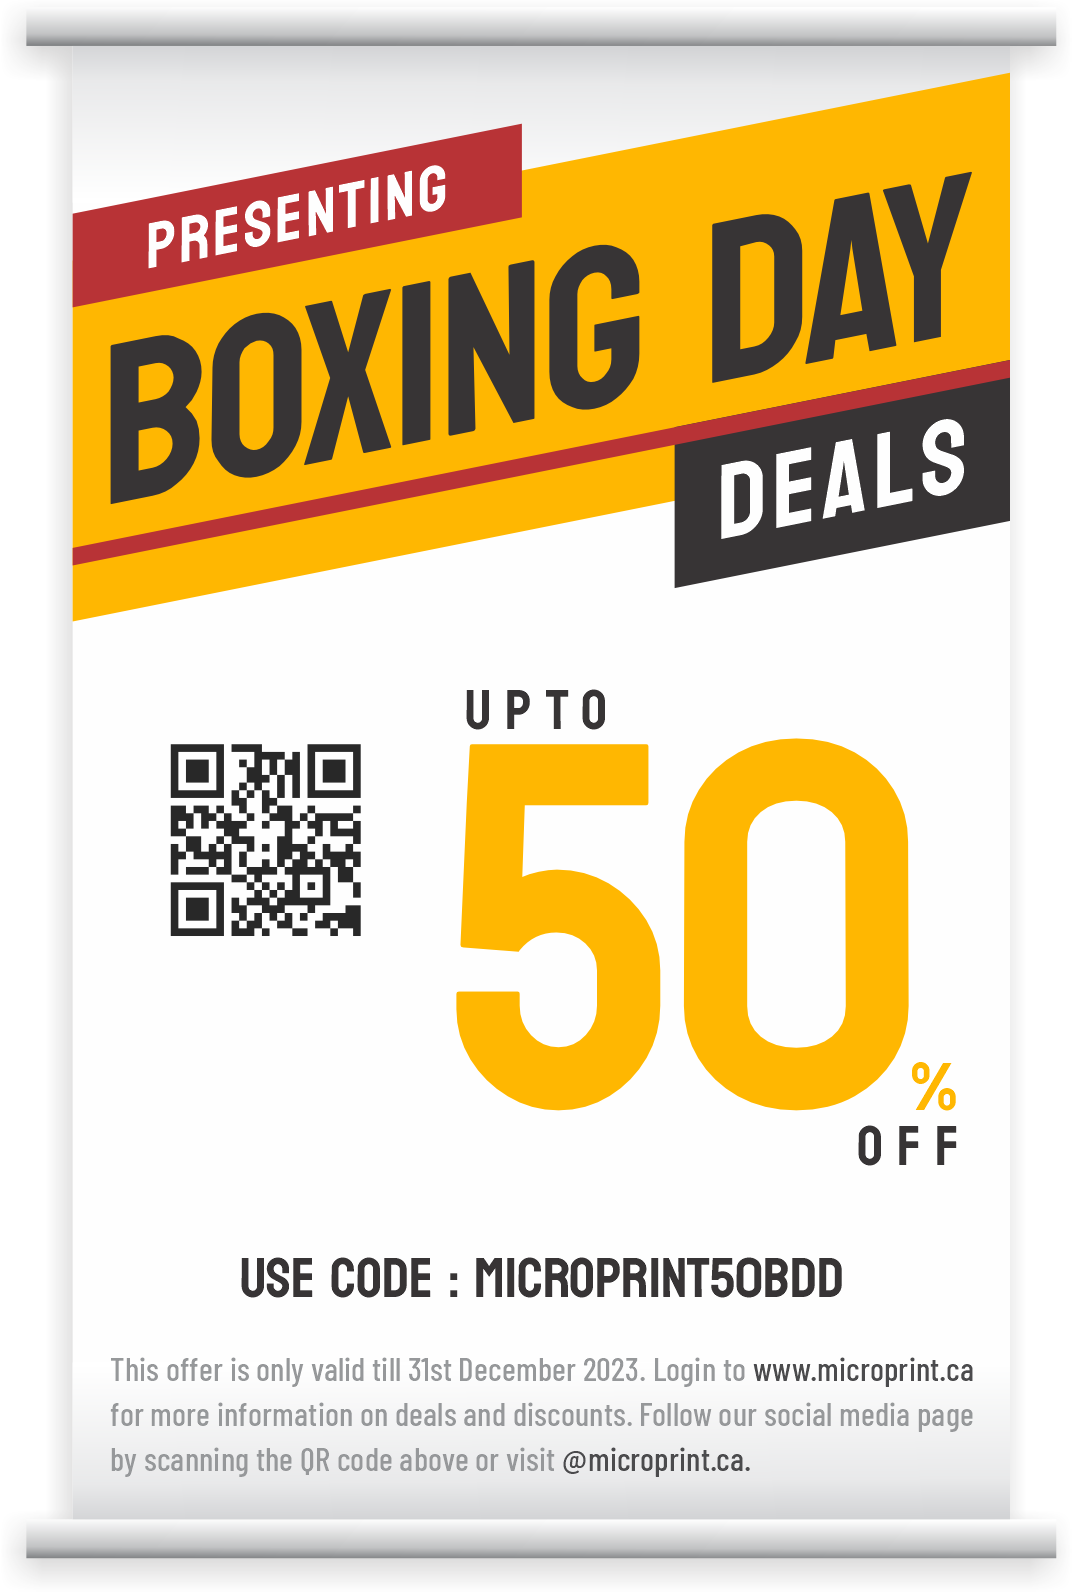 PRESENTING
BOXING DAY
DEALS
UPTO
50
%
OFF
USE CODE : MICROPRINT50BDD
This offer is only valid till 31st December 2023. Login to www.microprint.ca
for more information on deals and discounts. Follow our social media page
by scanning the QR code above or visit @microprint.ca.